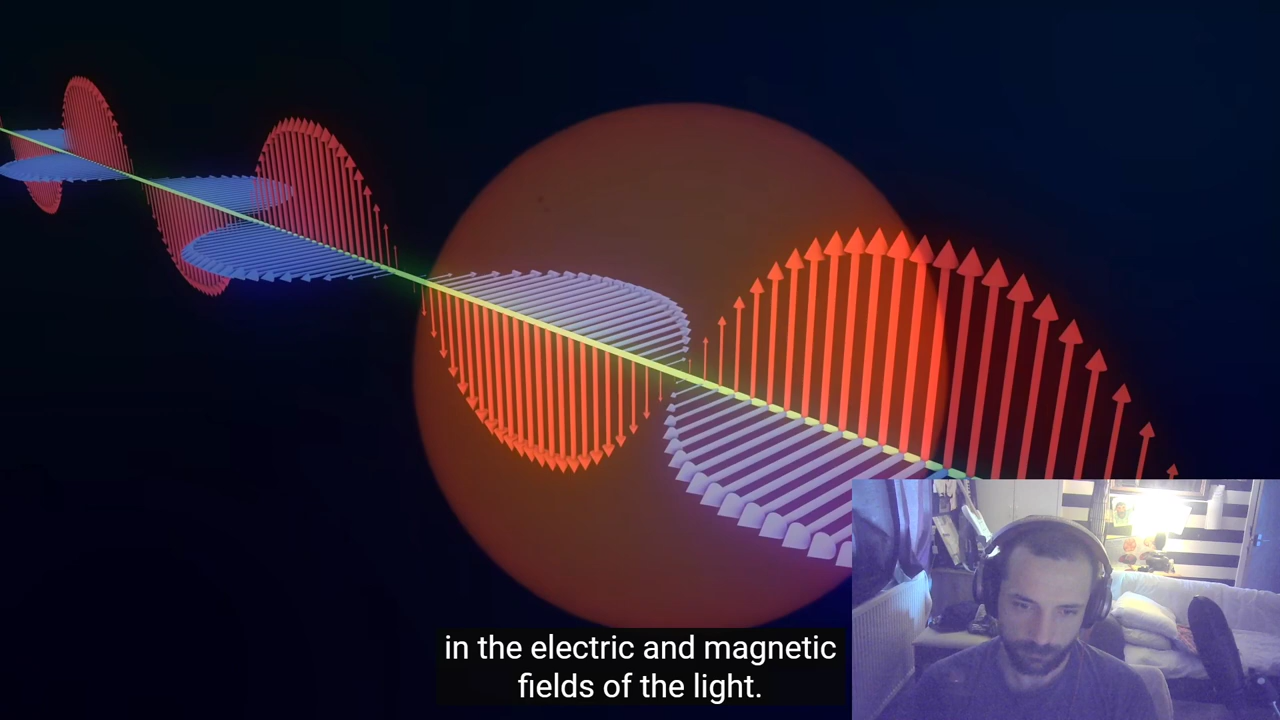 in the electric and magnetic
fields of the light.